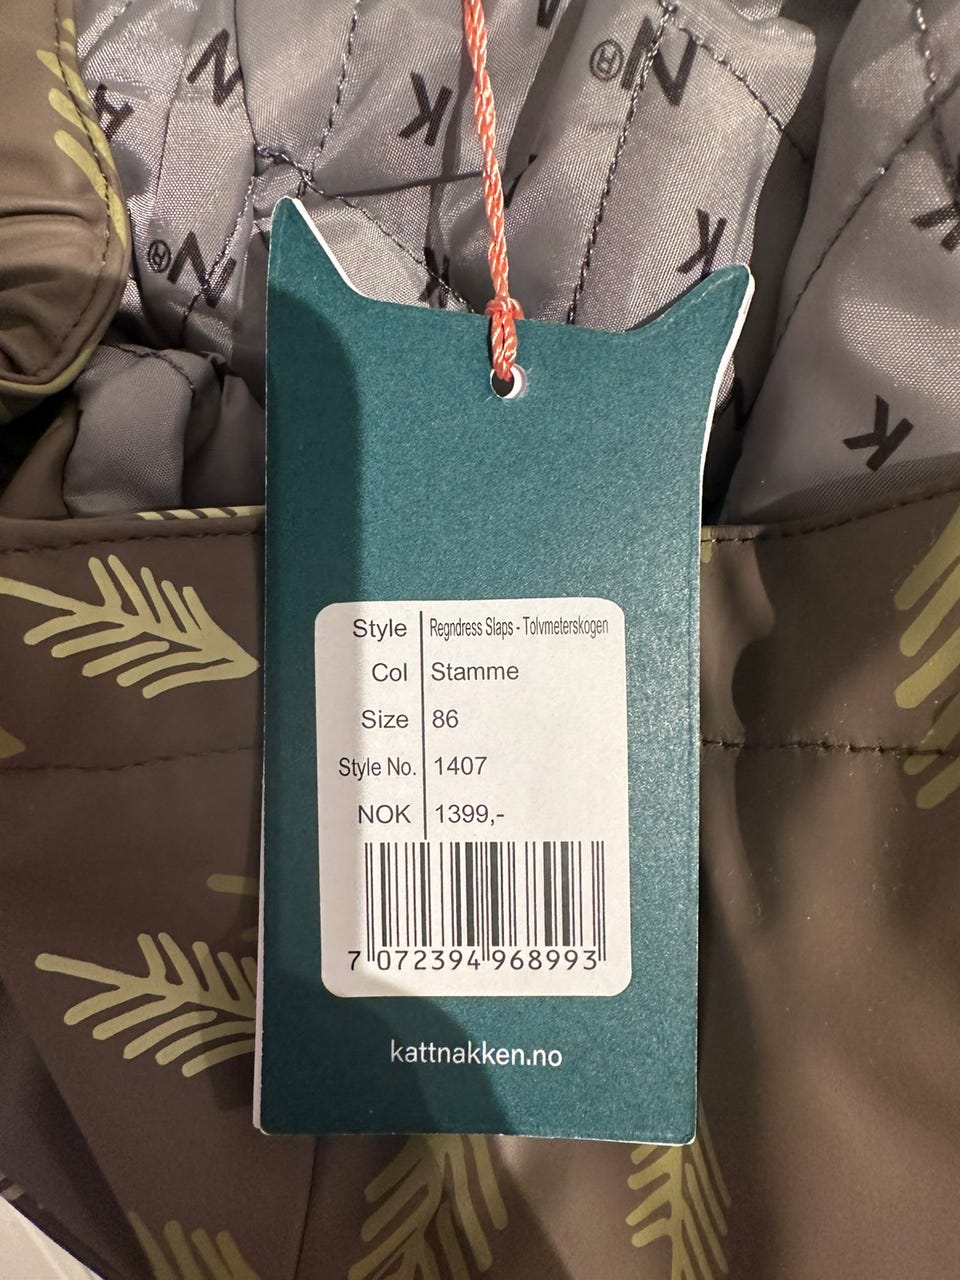 N®
K
N®
K
K
N
K
Style Regndress Slaps - Tolvmeterskogen
Col Stamme
Size 86
Style No. 1407
NOK 1399,-
7 072394 968993
kattnakken.no